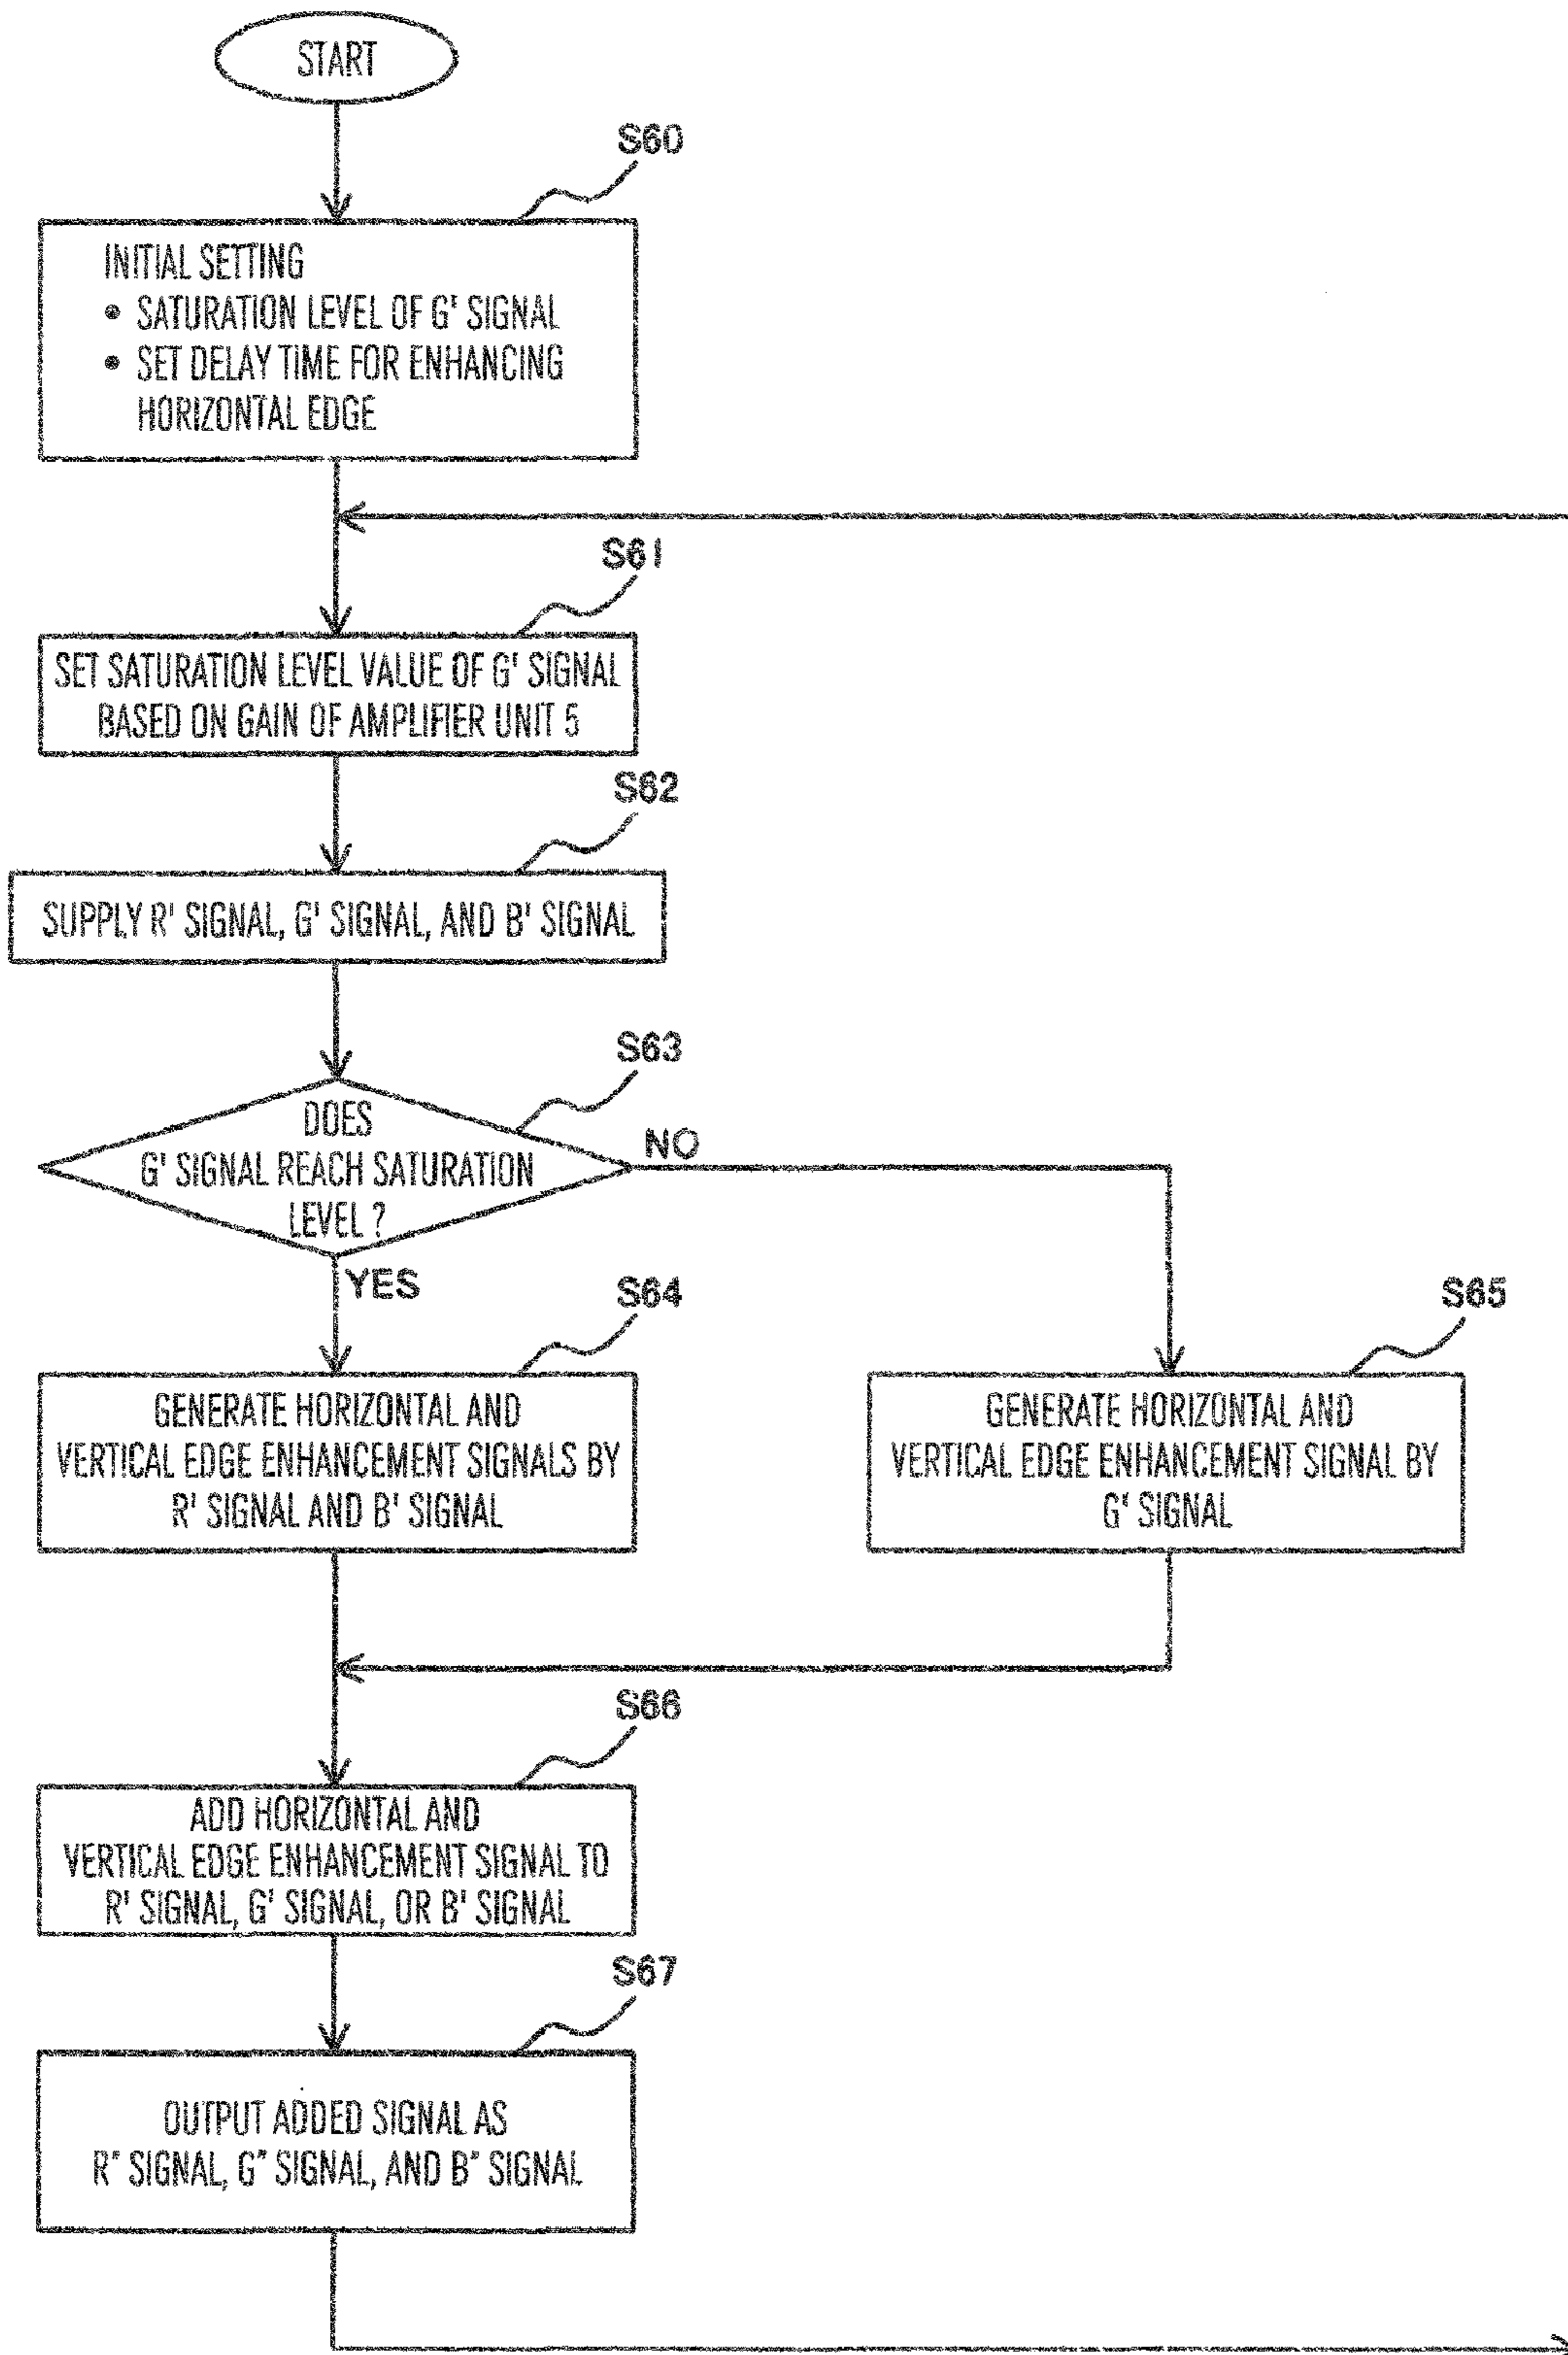 START
S60
INITIAL SETTING
• SATURATION LEVEL OF G' SIGNAL
• SET DELAY TIME FOR ENHANCING
HORIZONTAL EDGE
S61
SET SATURATION LEVEL VALUE OF G' SIGNAL
BASED ON GAIN OF AMPLIFIER UNIT 5
S62
SUPPLY R' SIGNAL, G' SIGNAL, AND B' SIGNAL
S63
DOES
G' SIGNAL REACH SATURATION
LEVEL ?
NO
YES
S64
GENERATE HORIZONTAL AND
VERTICAL EDGE ENHANCEMENT SIGNALS BY
R' SIGNAL AND B' SIGNAL
S65
GENERATE HORIZONTAL AND
VERTICAL EDGE ENHANCEMENT SIGNAL BY
G' SIGNAL
S66
ADD HORIZONTAL AND
VERTICAL EDGE ENHANCEMENT SIGNAL TO
R' SIGNAL, G' SIGNAL, OR B' SIGNAL
S67
OUTPUT ADDED SIGNAL AS
R" SIGNAL, G" SIGNAL, AND B" SIGNAL